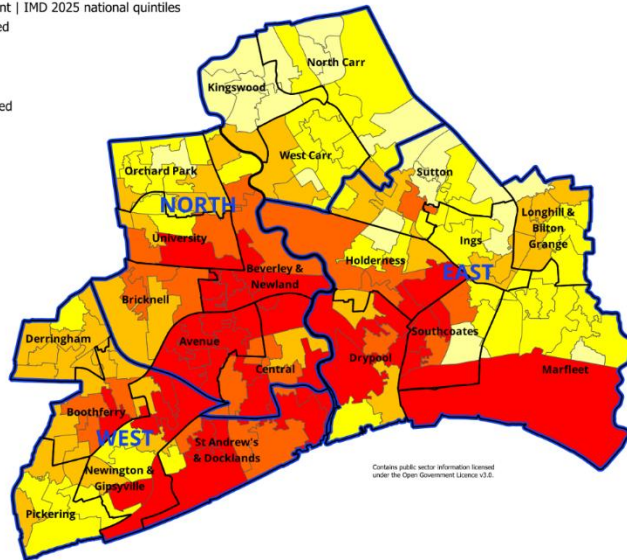 nt | IMD 2025 national quintiles
ed
ed
North Carr
Kingswood
West Carr
Orchard Park
Sutton
NORTH
University
Longhill &
Bilton
Grange
Ings
Beverley &
Newland
Holderness
EAST
Bricknell
Derringham
Avenue
Southcoates
Drypool
Central
Marfleet
Boothferry
WEST
St Andrew's
& Docklands
Newington &
Gipsyville
Pickering
Contains public sector information licensed
under the Open Government Licence v3.0.